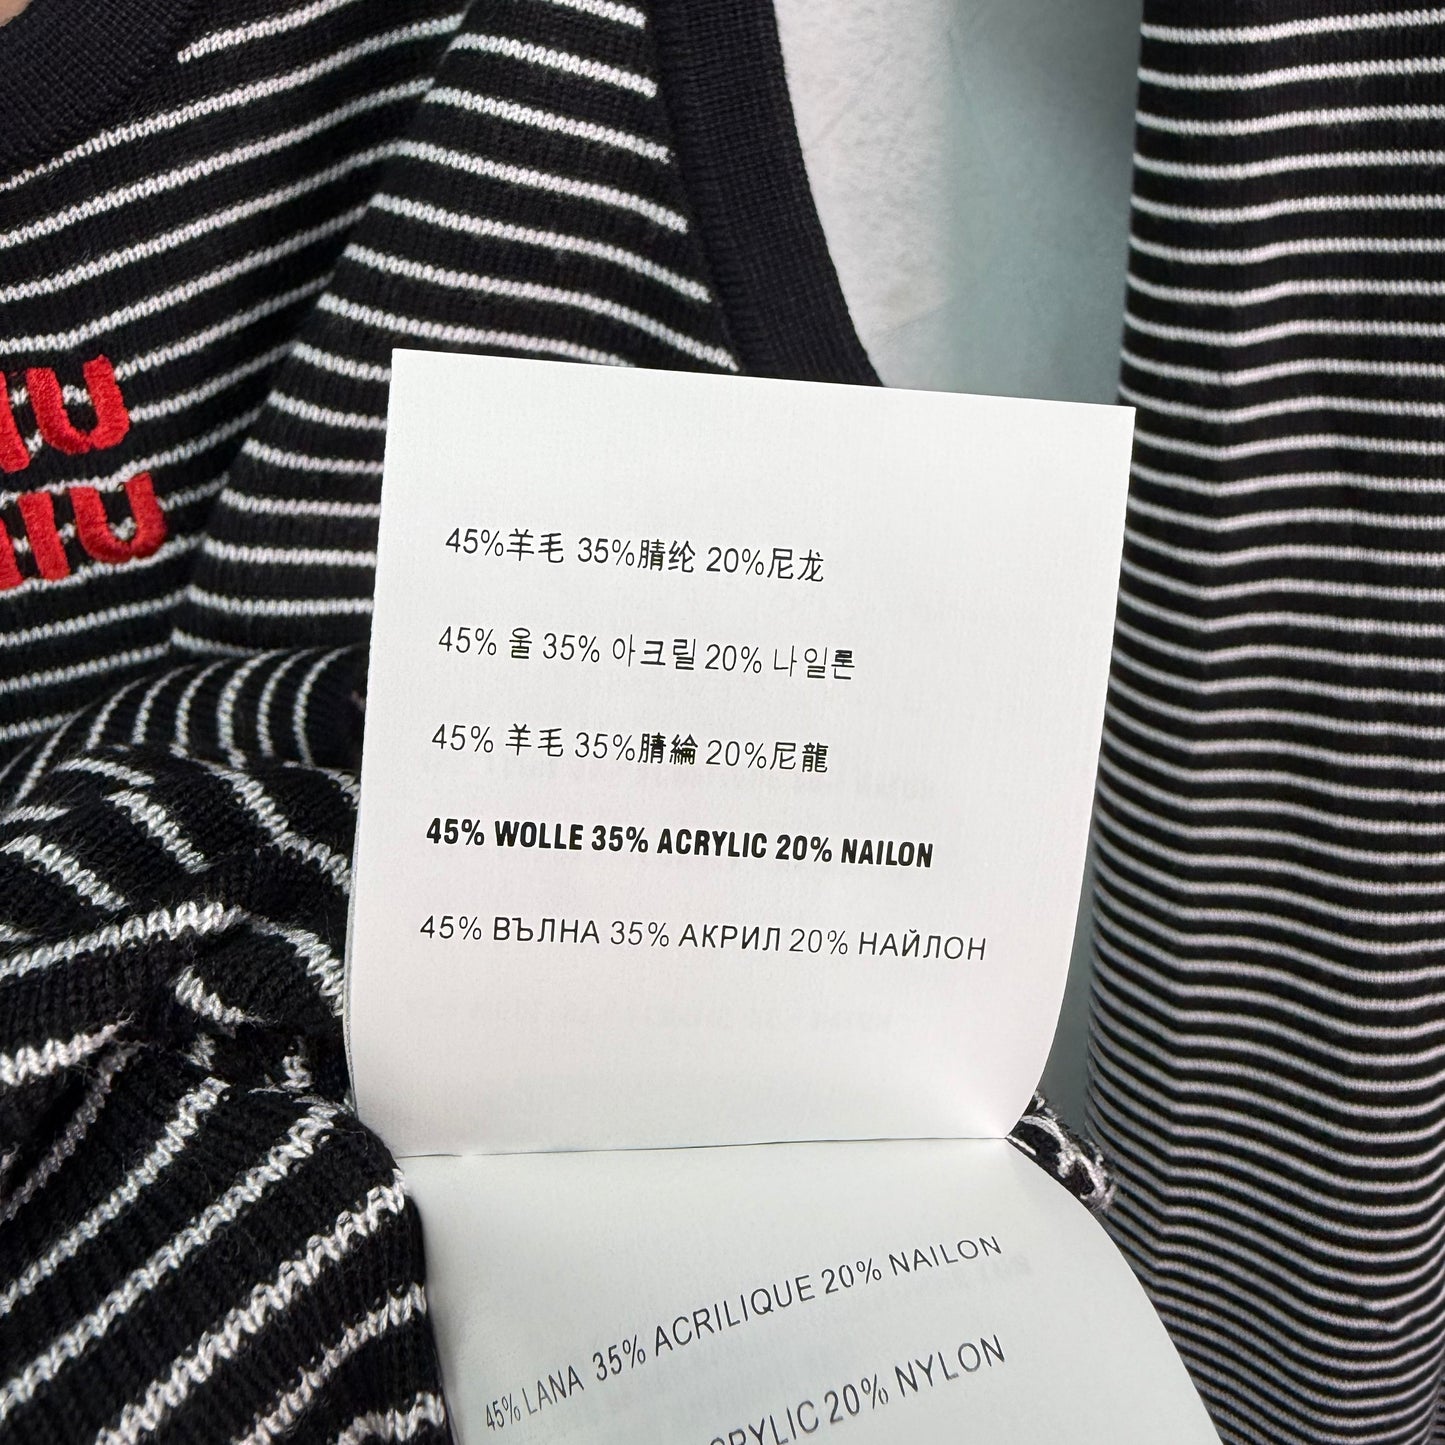 45%羊毛 35%腈纶 20%尼龙
45% 울 35% 아크릴 20% 나일론
45% 羊毛 35%腈綸 20%尼龍
45% WOLLE 35% ACRYLIC 20% NAILON
45% ВЪЛНА 35% АКРИЛ 20% НАЙЛОН
45% LANA 35% ACRILIQUE 20% NAILON
20% NYLON